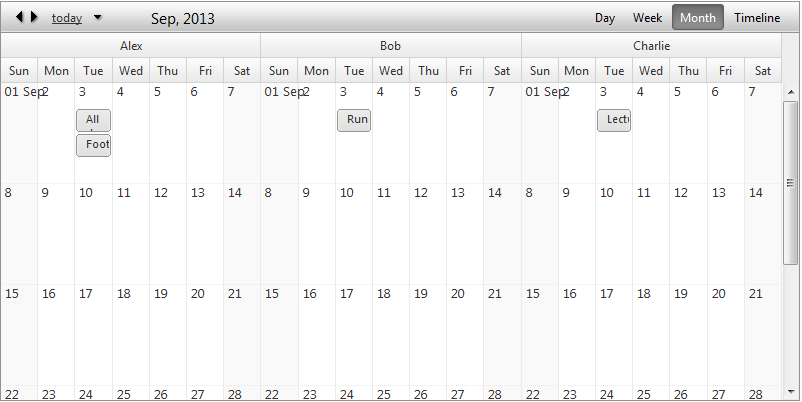 today Sep, 2013 Day Week Month Timeline
Alex Bob Charlie
Sun Mon Tue Wed Thu Fri Sat Sun Mon Tue Wed Thu Fri Sat Sun Mon Tue Wed Thu Fri Sat
01 Sep 2 3 4 5 6 7 01 Sep 2 3 4 5 6 7 01 Sep 2 3 4 5 6 7
All Run Lect
Foot
8 9 10 11 12 13 14 8 9 10 11 12 13 14 8 9 10 11 12 13 14
15 16 17 18 19 20 21 15 16 17 18 19 20 21 15 16 17 18 19 20 21
22 23 24 25 26 27 28 22 23 24 25 26 27 28 22 23 24 25 26 27 28